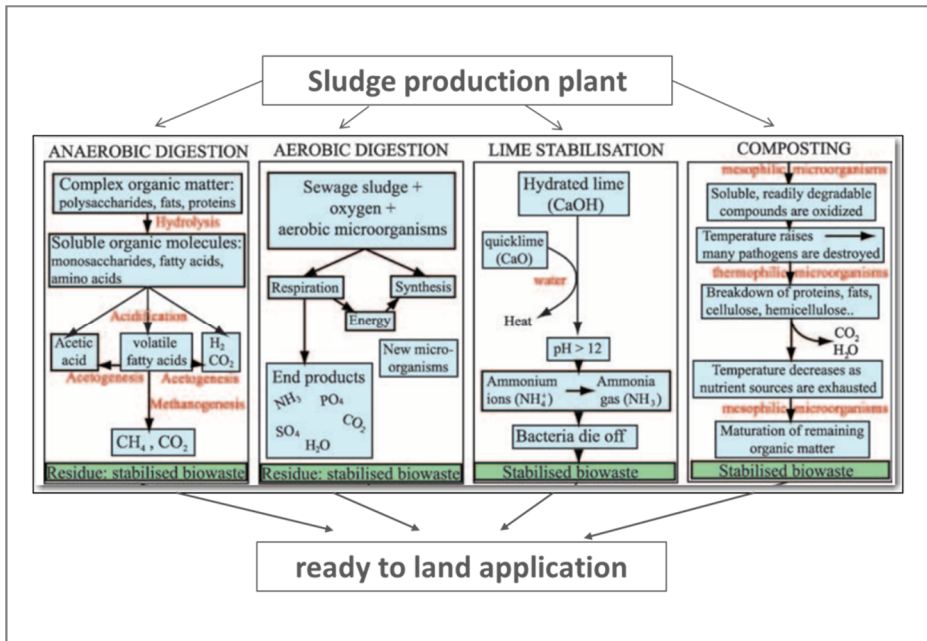 Sludge production plant
ANAEROBIC DIGESTION
Complex organic matter:
polysaccharides, fats, proteins
Hydrolysis
Soluble organic molecules:
monosaccharides, fatty acids,
amino acids
Acidification
Acetic
acid
volatile
fatty acids
H₂
CO₂
Acetogenesis
Acetogenesis
Methanogenesis
CH₄ , CO₂
Residue: stabilised biowaste
AEROBIC DIGESTION
Sewage sludge +
oxygen +
aerobic microorganisms
Respiration
Synthesis
Energy
New micro-
organisms
End products
NH₃
PO₄
CO₂
SO₄
H₂O
Residue: stabilised biowaste
LIME STABILISATION
Hydrated lime
(CaOH)
quicklime
(CaO)
water
Heat
pH > 12
Ammonium
ions (NH₄⁺)
Ammonia
gas (NH₃)
Bacteria die off
Stabilised biowaste
COMPOSTING
mesophilic microorganisms
Soluble, readily degradable
compounds are oxidized
Temperature raises
many pathogens are destroyed
thermophilic microorganisms
Breakdown of proteins, fats,
cellulose, hemicellulose..
CO₂
H₂O
Temperature decreases as
nutrient sources are exhausted
mesophilic microorganisms
Maturation of remaining
organic matter
Stabilised biowaste
ready to land application